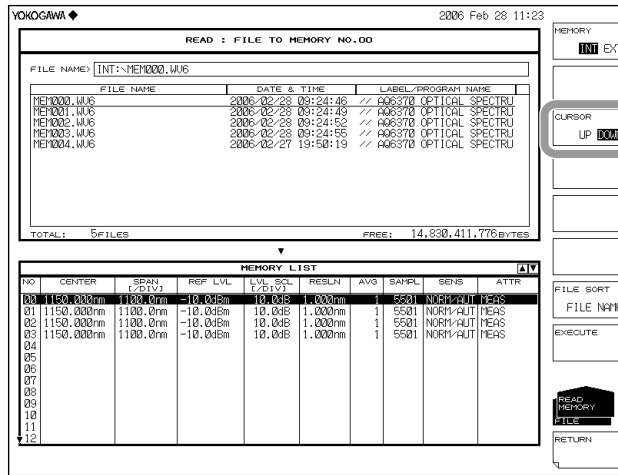 YOKOGAWA ◆ 2006 Feb 28 11:23
READ : FILE TO MEMORY NO.00
FILE NAME> INT:\MEM000.WV6
FILE NAME DATE & TIME LABEL/PROGRAM NAME
MEM000.WV6 2006/02/28 09:24:46 // AQ6370 OPTICAL SPECTRU
MEM001.WV6 2006/02/28 09:24:49 // AQ6370 OPTICAL SPECTRU
MEM002.WV6 2006/02/28 09:24:52 // AQ6370 OPTICAL SPECTRU
MEM003.WV6 2006/02/28 09:24:55 // AQ6370 OPTICAL SPECTRU
MEM004.WV6 2006/02/27 19:50:19 // AQ6370 OPTICAL SPECTRU
TOTAL: 5FILES FREE: 14,830,411,776BYTES
▼
MEMORY LIST ▲▼
NO CENTER SPAN [/DIV] REF LVL LVL SCL [/DIV] RESLN AVG SAMPL SENS ATTR
00 1150.000nm 1100.0nm -10.0dBm 10.0dB 1.000nm 1 5501 NORM/AUT MEAS
01 1150.000nm 1100.0nm -10.0dBm 10.0dB 1.000nm 1 5501 NORM/AUT MEAS
02 1150.000nm 1100.0nm -10.0dBm 10.0dB 1.000nm 1 5501 NORM/AUT MEAS
03 1150.000nm 1100.0nm -10.0dBm 10.0dB 1.000nm 1 5501 NORM/AUT MEAS
04
05
06
07
08
09
10
11
▼12
MEMORY
INT EXT
CURSOR
UP DOWN
FILE SORT
FILE NAME
EXECUTE
READ
MEMORY
FILE
RETURN